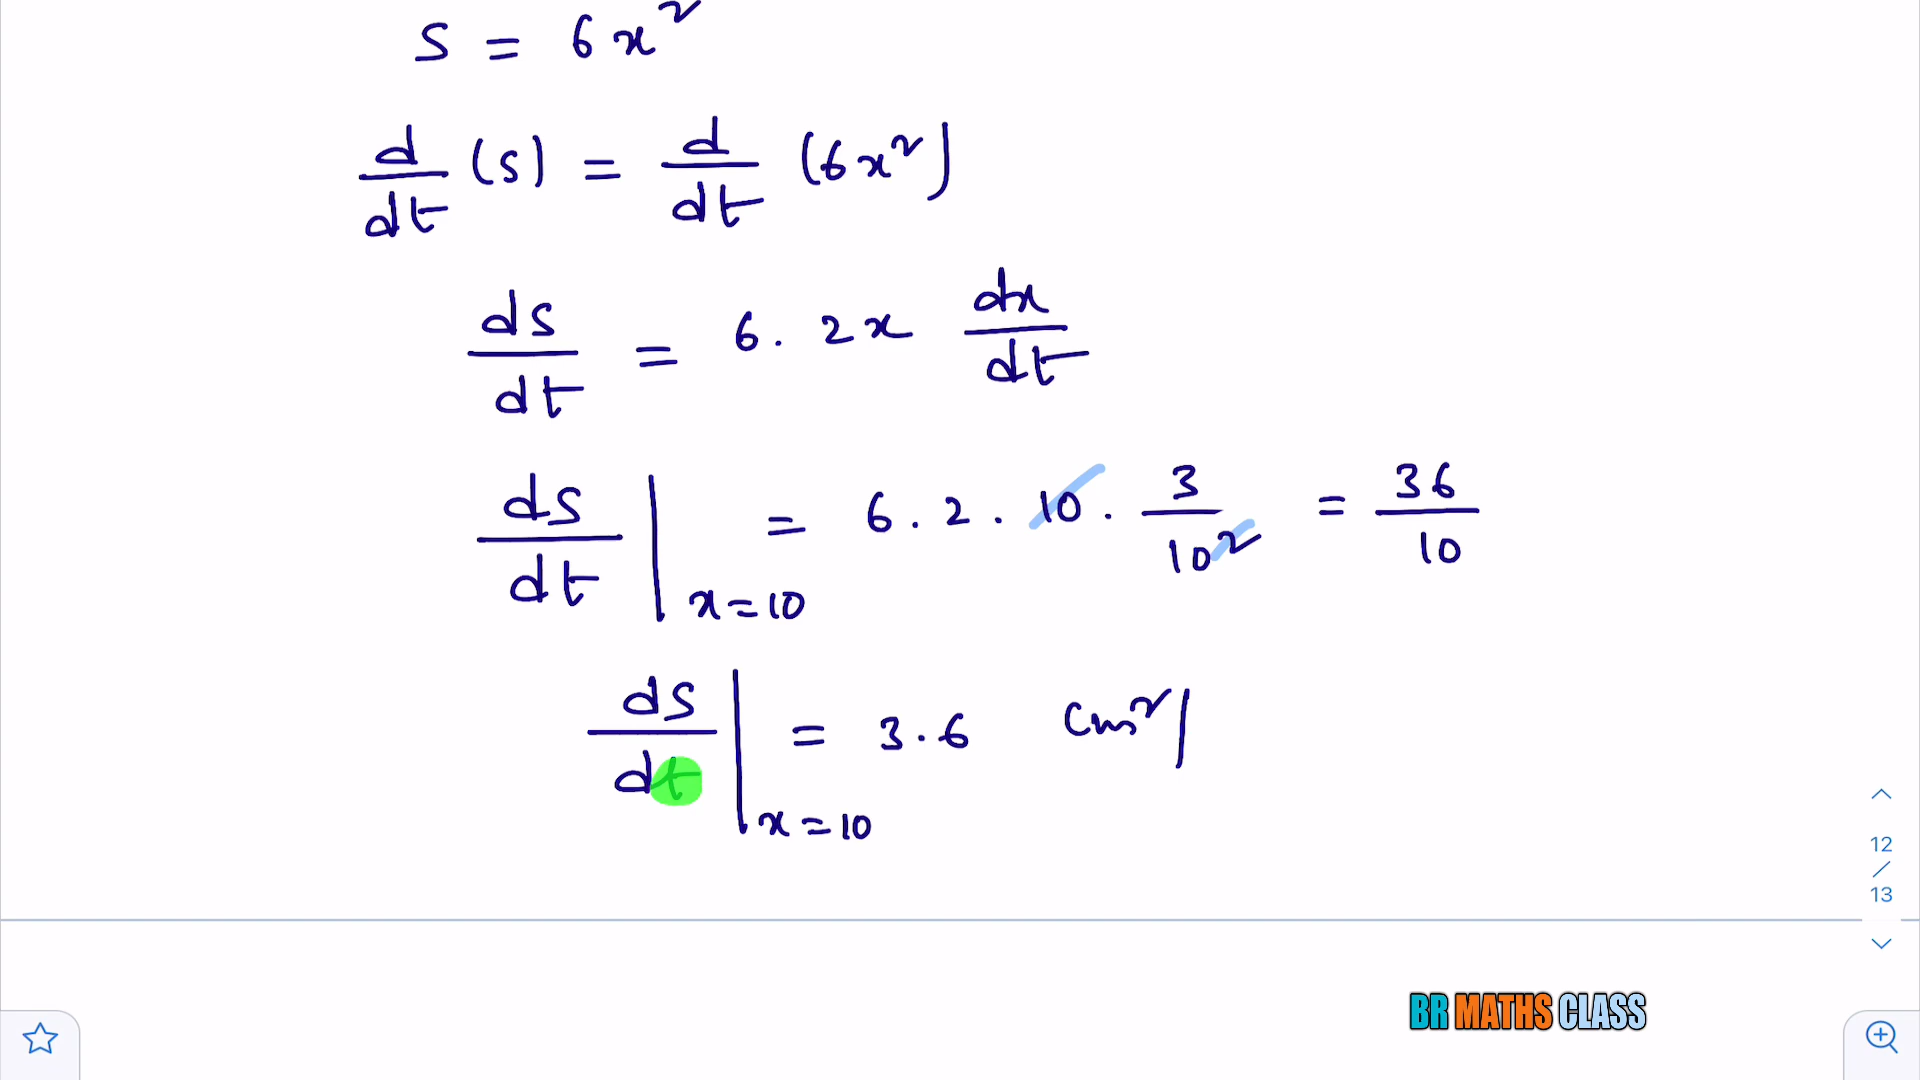 S = 6x²
d/dt (s) = d/dt (6x²)
ds/dt = 6 . 2x dx/dt
ds/dt |x=10 = 6 . 2 . 10 . 3/10² = 36/10
ds/dt |x=10 = 3.6 cm²/
12
/
13
BR MATHS CLASS